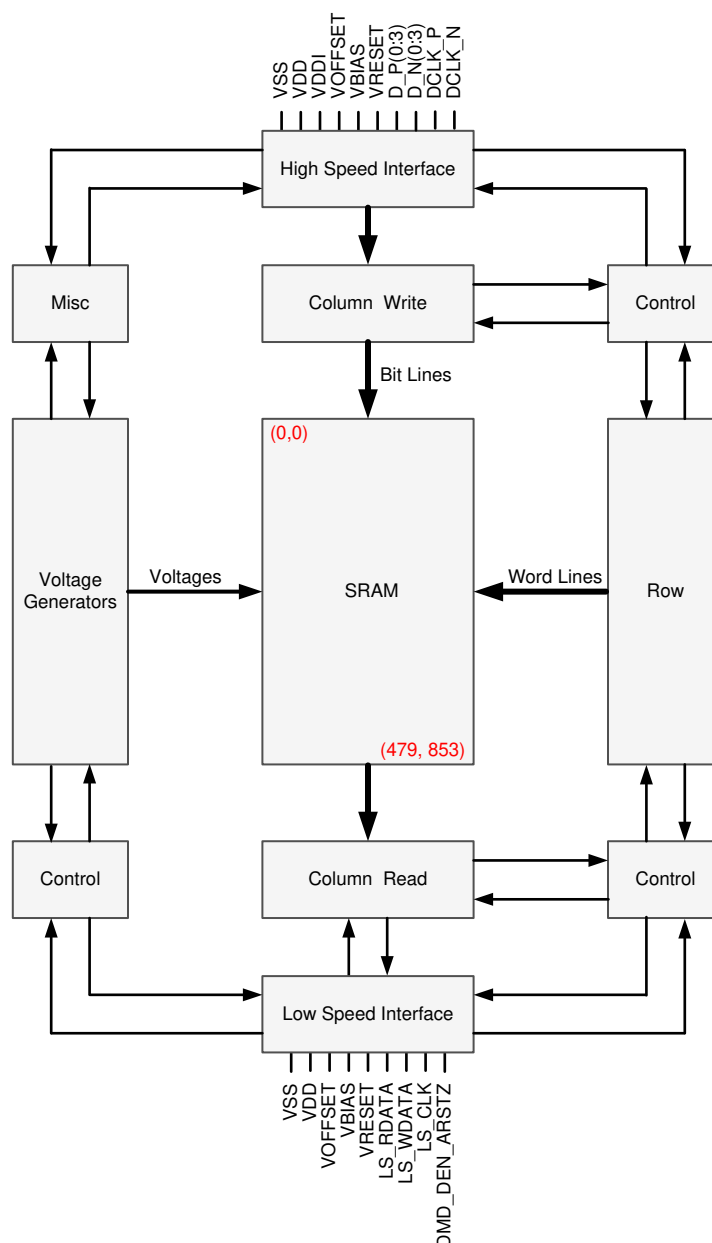 VSS
VDD
VDDI
VOFFSET
VBIAS
VRESET
D_P(0:3)
D_N(0:3)
DCLK_P
DCLK_N
High Speed Interface
Misc
Column Write
Control
Bit Lines
(0,0)
Voltage
Generators
Voltages
SRAM
Word Lines
Row
(479, 853)
Control
Column Read
Control
Low Speed Interface
VSS
VDD
VOFFSET
VBIAS
VRESET
LS_RDATA
LS_WDATA
LS_CLK
DMD_DEN_ARSTZ